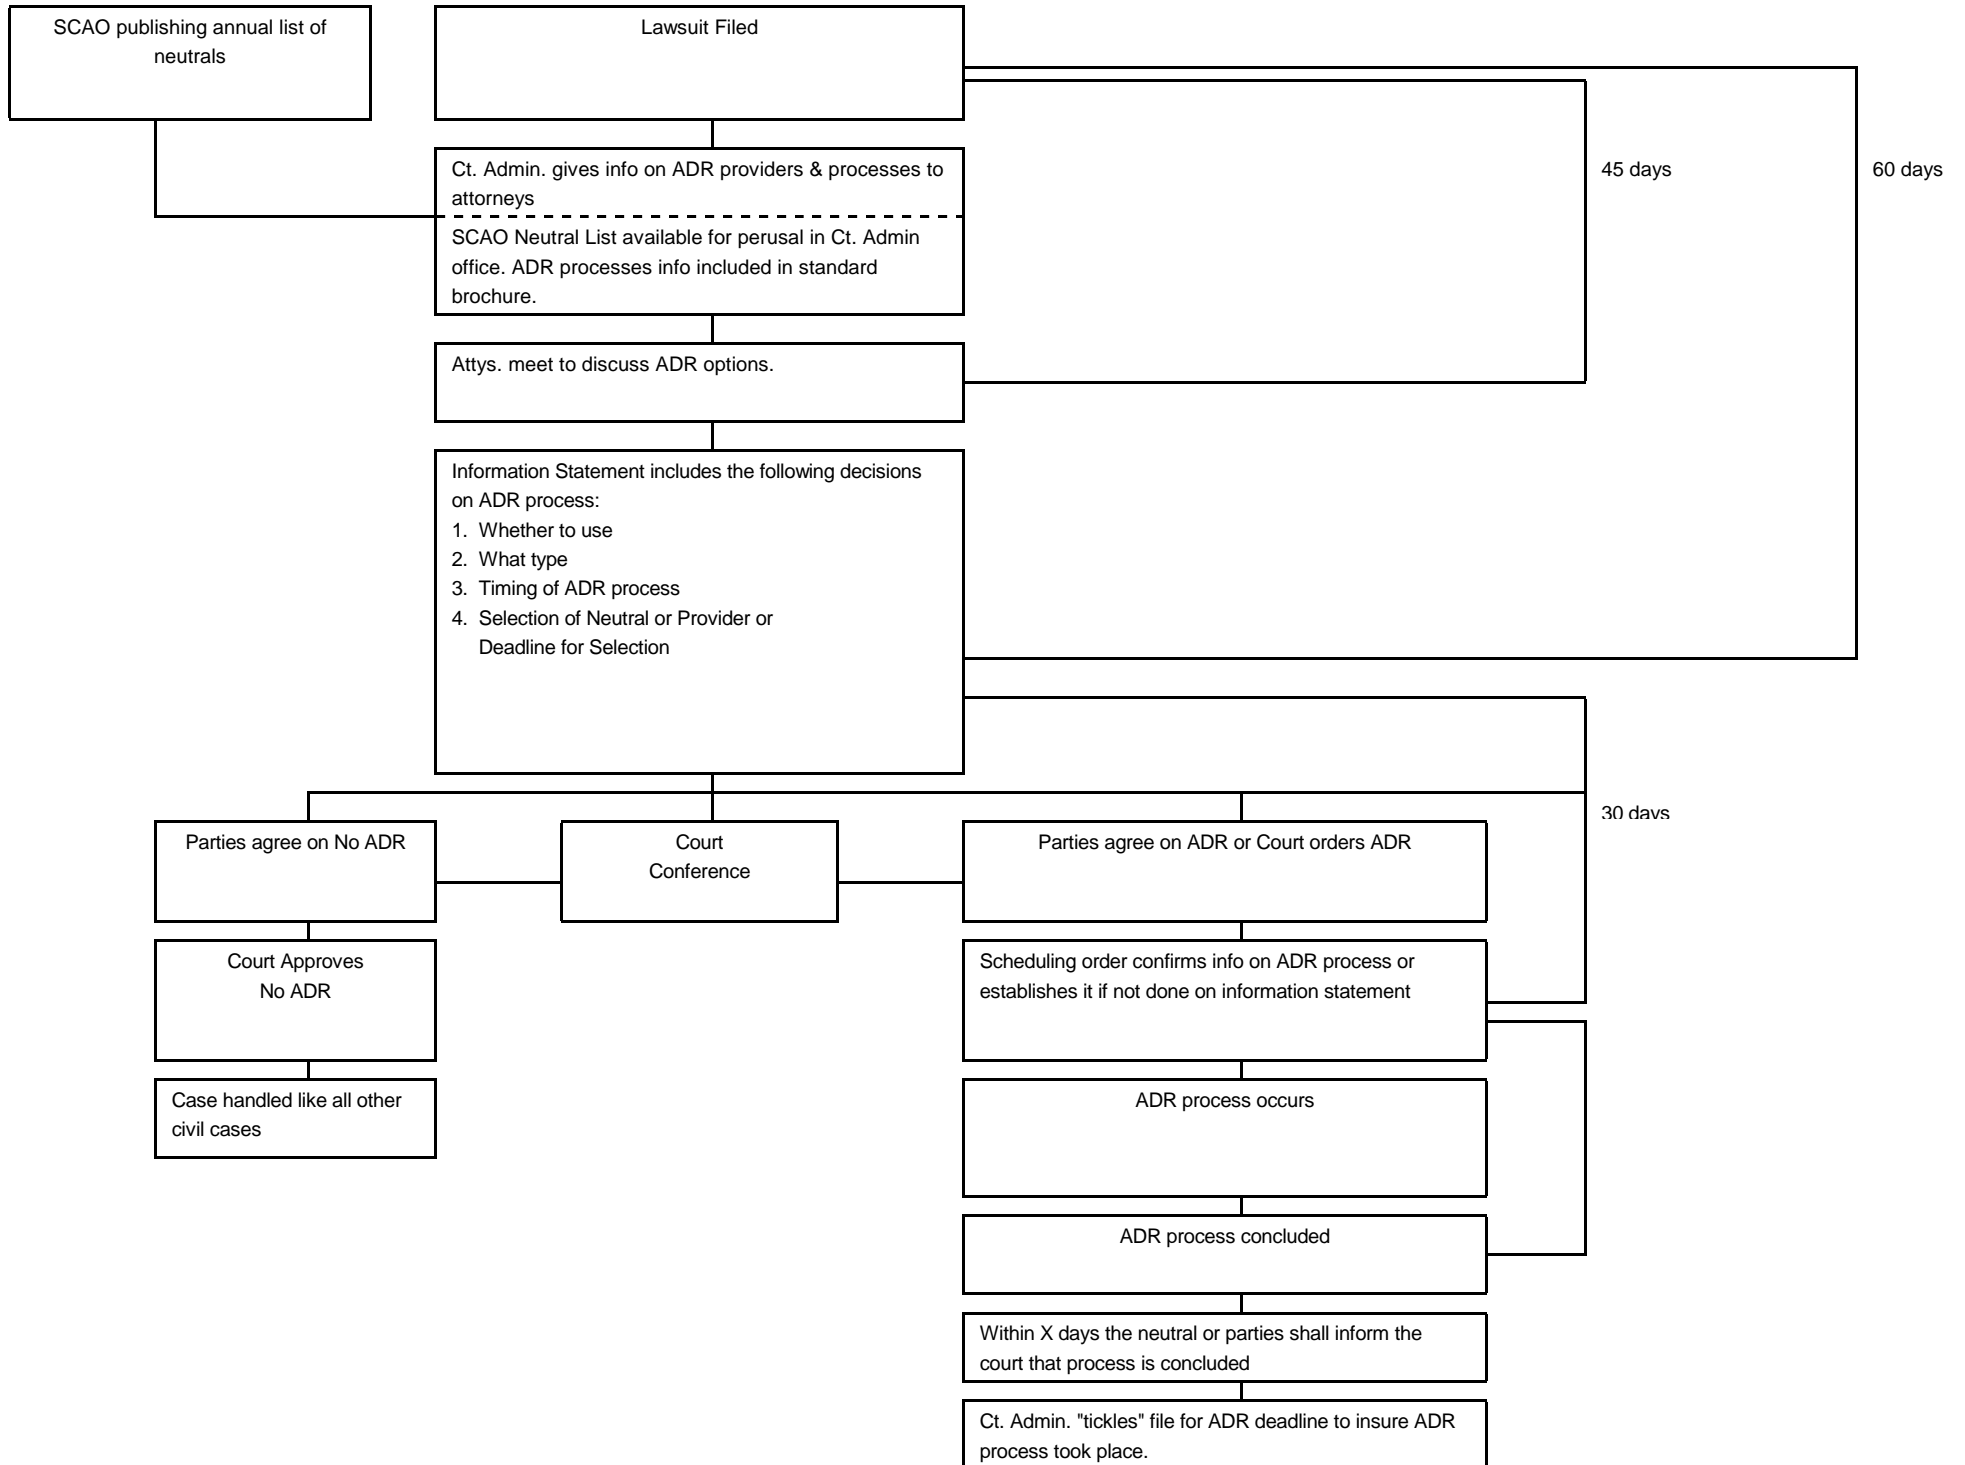 SCAO publishing annual list of
neutrals
Lawsuit Filed
Ct. Admin. gives info on ADR providers & processes to
attorneys
45 days
60 days
SCAO Neutral List available for perusal in Ct. Admin
office. ADR processes info included in standard
brochure.
Attys. meet to discuss ADR options.
Information Statement includes the following decisions
on ADR process:
1. Whether to use
2. What type
3. Timing of ADR process
4. Selection of Neutral or Provider or
Deadline for Selection
30 days
Parties agree on No ADR
Court
Conference
Parties agree on ADR or Court orders ADR
Court Approves
No ADR
Scheduling order confirms info on ADR process or
establishes it if not done on information statement
Case handled like all other
civil cases
ADR process occurs
ADR process concluded
Within X days the neutral or parties shall inform the
court that process is concluded
Ct. Admin. "tickles" file for ADR deadline to insure ADR
process took place.